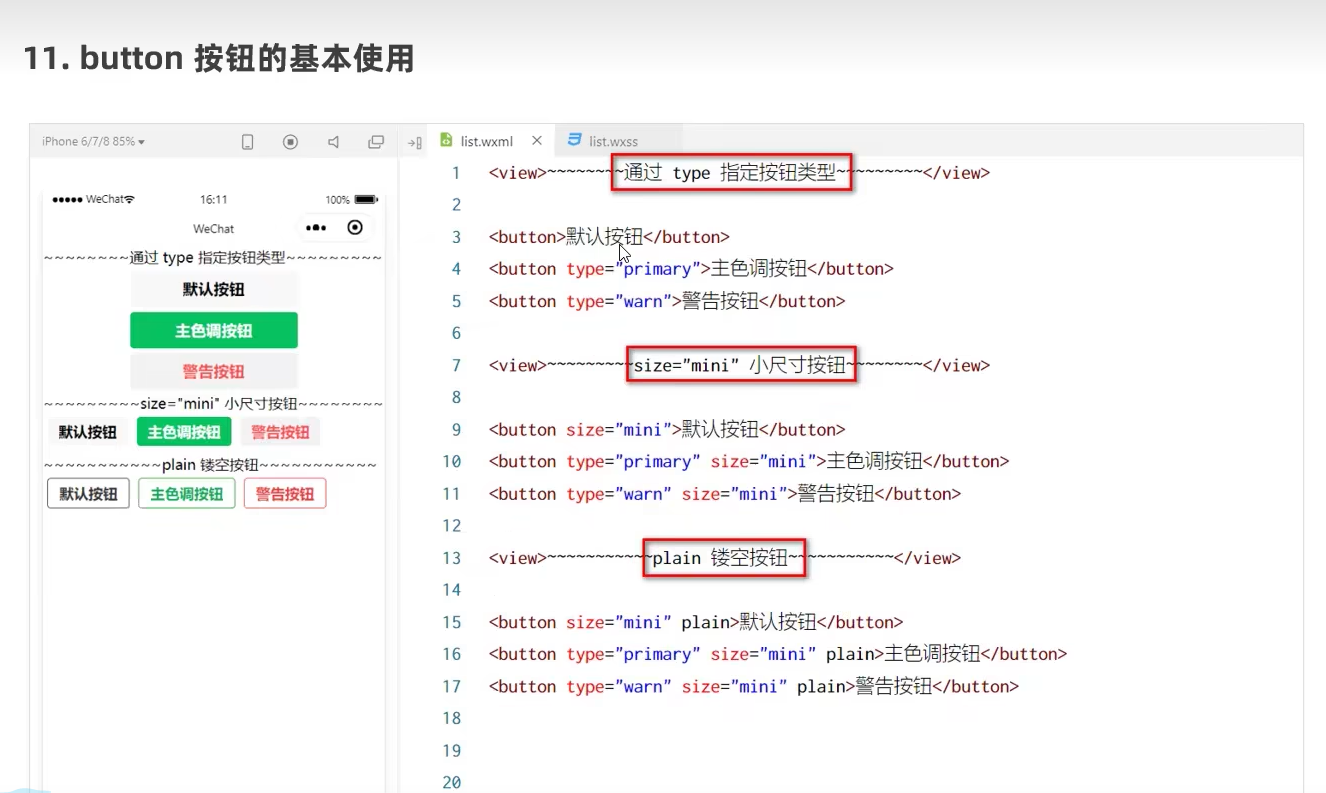 11. button 按钮的基本使用
iPhone 6/7/8 85%
list.wxml
list.wxss
WeChat
16:11
100%
WeChat
~~~~~~~~通过 type 指定按钮类型~~~~~~~~~
默认按钮
主色调按钮
警告按钮
~~~~~~~~~size="mini" 小尺寸按钮~~~~~~~~
默认按钮 主色调按钮 警告按钮
~~~~~~~~~~~plain 镂空按钮~~~~~~~~~~~
默认按钮 主色调按钮 警告按钮
1 <view>~~~~~~~~通过 type 指定按钮类型~~~~~~~~~</view>
2
3 <button>默认按钮</button>
4 <button type="primary">主色调按钮</button>
5 <button type="warn">警告按钮</button>
6
7 <view>~~~~~~~~~size="mini" 小尺寸按钮~~~~~~~~</view>
8
9 <button size="mini">默认按钮</button>
10 <button type="primary" size="mini">主色调按钮</button>
11 <button type="warn" size="mini">警告按钮</button>
12
13 <view>~~~~~~~~~~~plain 镂空按钮~~~~~~~~~~~</view>
14
15 <button size="mini" plain>默认按钮</button>
16 <button type="primary" size="mini" plain>主色调按钮</button>
17 <button type="warn" size="mini" plain>警告按钮</button>
18
19
20